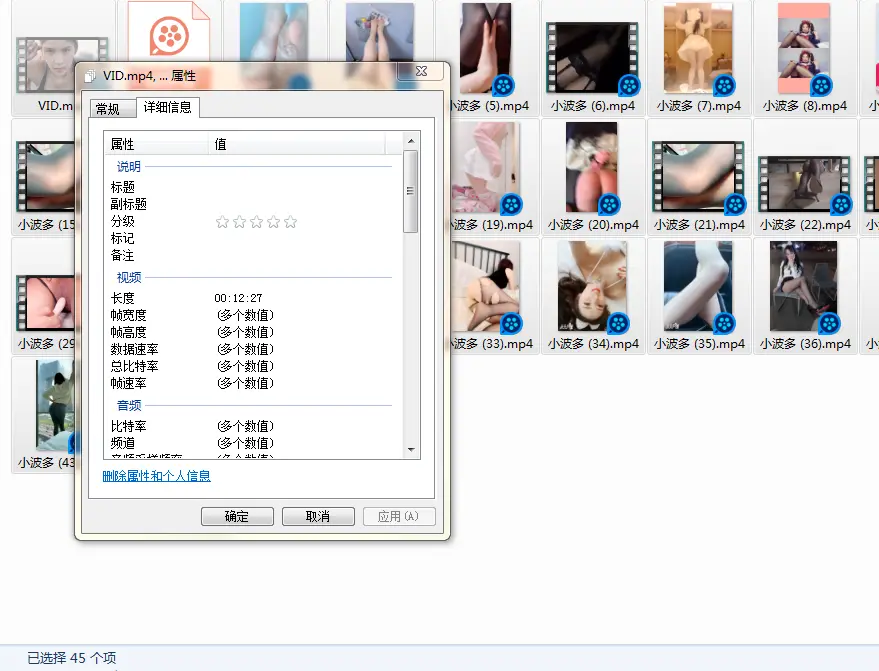 VID.mp4, ... 属性
常规
详细信息
属性
值
说明
标题
副标题
分级
标记
备注
视频
长度
00:12:27
帧宽度
(多个数值)
帧高度
(多个数值)
数据速率
(多个数值)
总比特率
(多个数值)
帧速率
(多个数值)
音频
比特率
(多个数值)
频道
(多个数值)
删除属性和个人信息
确定
取消
应用(A)
VID.m
小波多 (5).mp4
小波多 (6).mp4
小波多 (7).mp4
小波多 (8).mp4
小波多 (15
小波多 (19).mp4
小波多 (20).mp4
小波多 (21).mp4
小波多 (22).mp4
小波多 (29
小波多 (33).mp4
小波多 (34).mp4
小波多 (35).mp4
小波多 (36).mp4
小波多 (43
已选择 45 个项